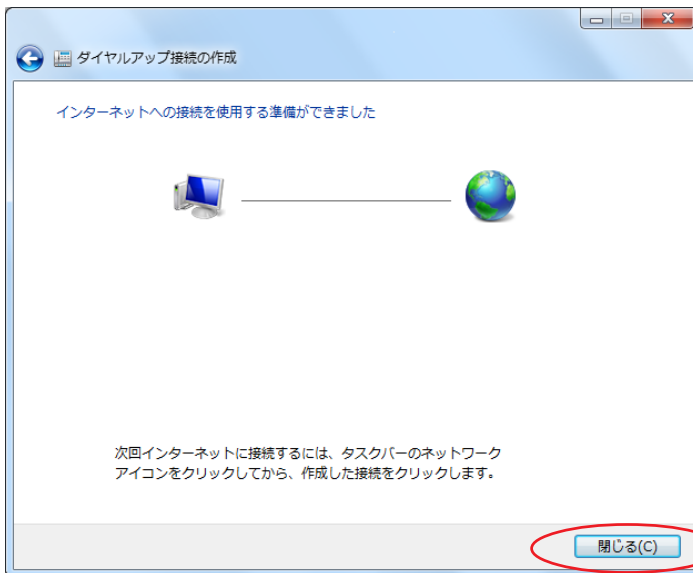 ダイヤルアップ接続の作成
インターネットへの接続を使用する準備ができました
次回インターネットに接続するには、タスクバーのネットワーク
アイコンをクリックしてから、作成した接続をクリックします。
閉じる(C)